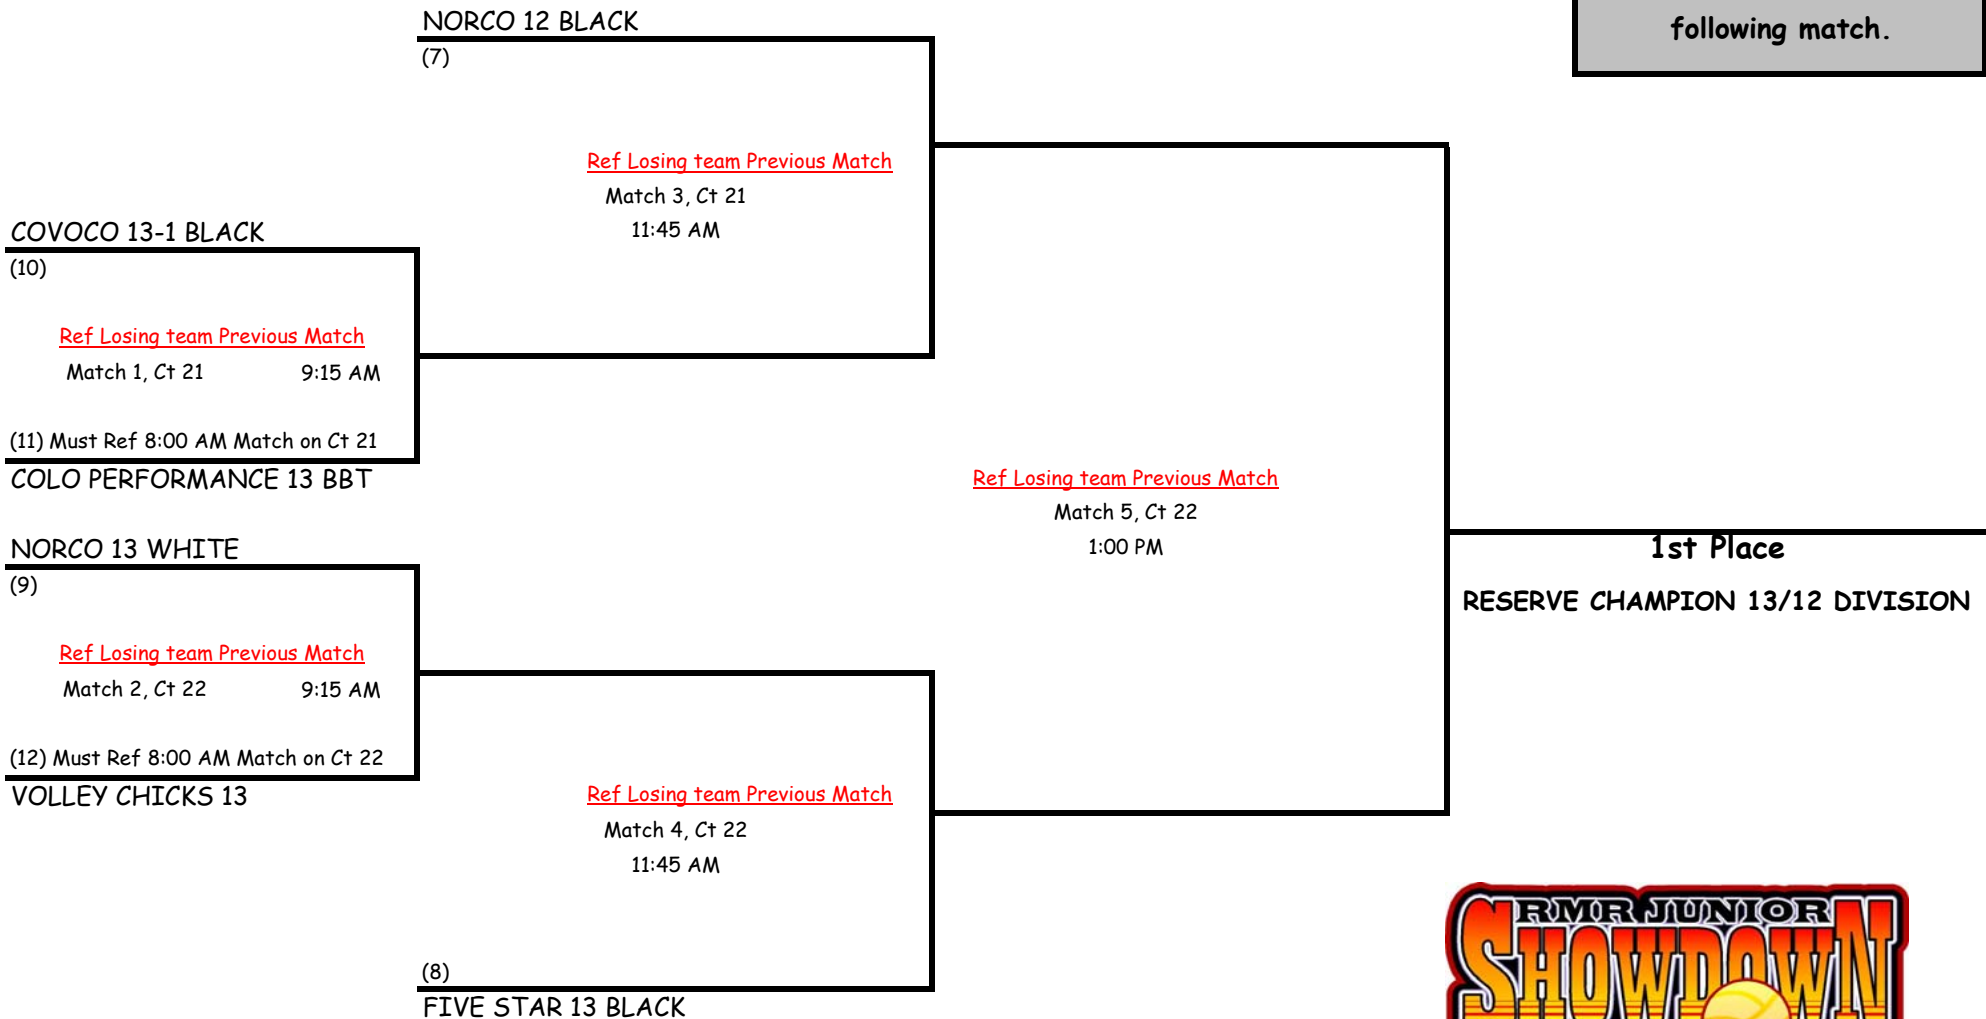 NORCO 12 BLACK
(7)
following match.
Ref Losing team Previous Match
Match 3, Ct 21
11:45 AM
COVOCO 13-1 BLACK
(10)
Ref Losing team Previous Match
Match 1, Ct 21 9:15 AM
(11) Must Ref 8:00 AM Match on Ct 21
COLO PERFORMANCE 13 BBT
Ref Losing team Previous Match
Match 5, Ct 22
1:00 PM
NORCO 13 WHITE
(9)
1st Place
RESERVE CHAMPION 13/12 DIVISION
Ref Losing team Previous Match
Match 2, Ct 22 9:15 AM
(12) Must Ref 8:00 AM Match on Ct 22
VOLLEY CHICKS 13
Ref Losing team Previous Match
Match 4, Ct 22
11:45 AM
(8)
FIVE STAR 13 BLACK
RMR JUNIOR
SHOWDOWN